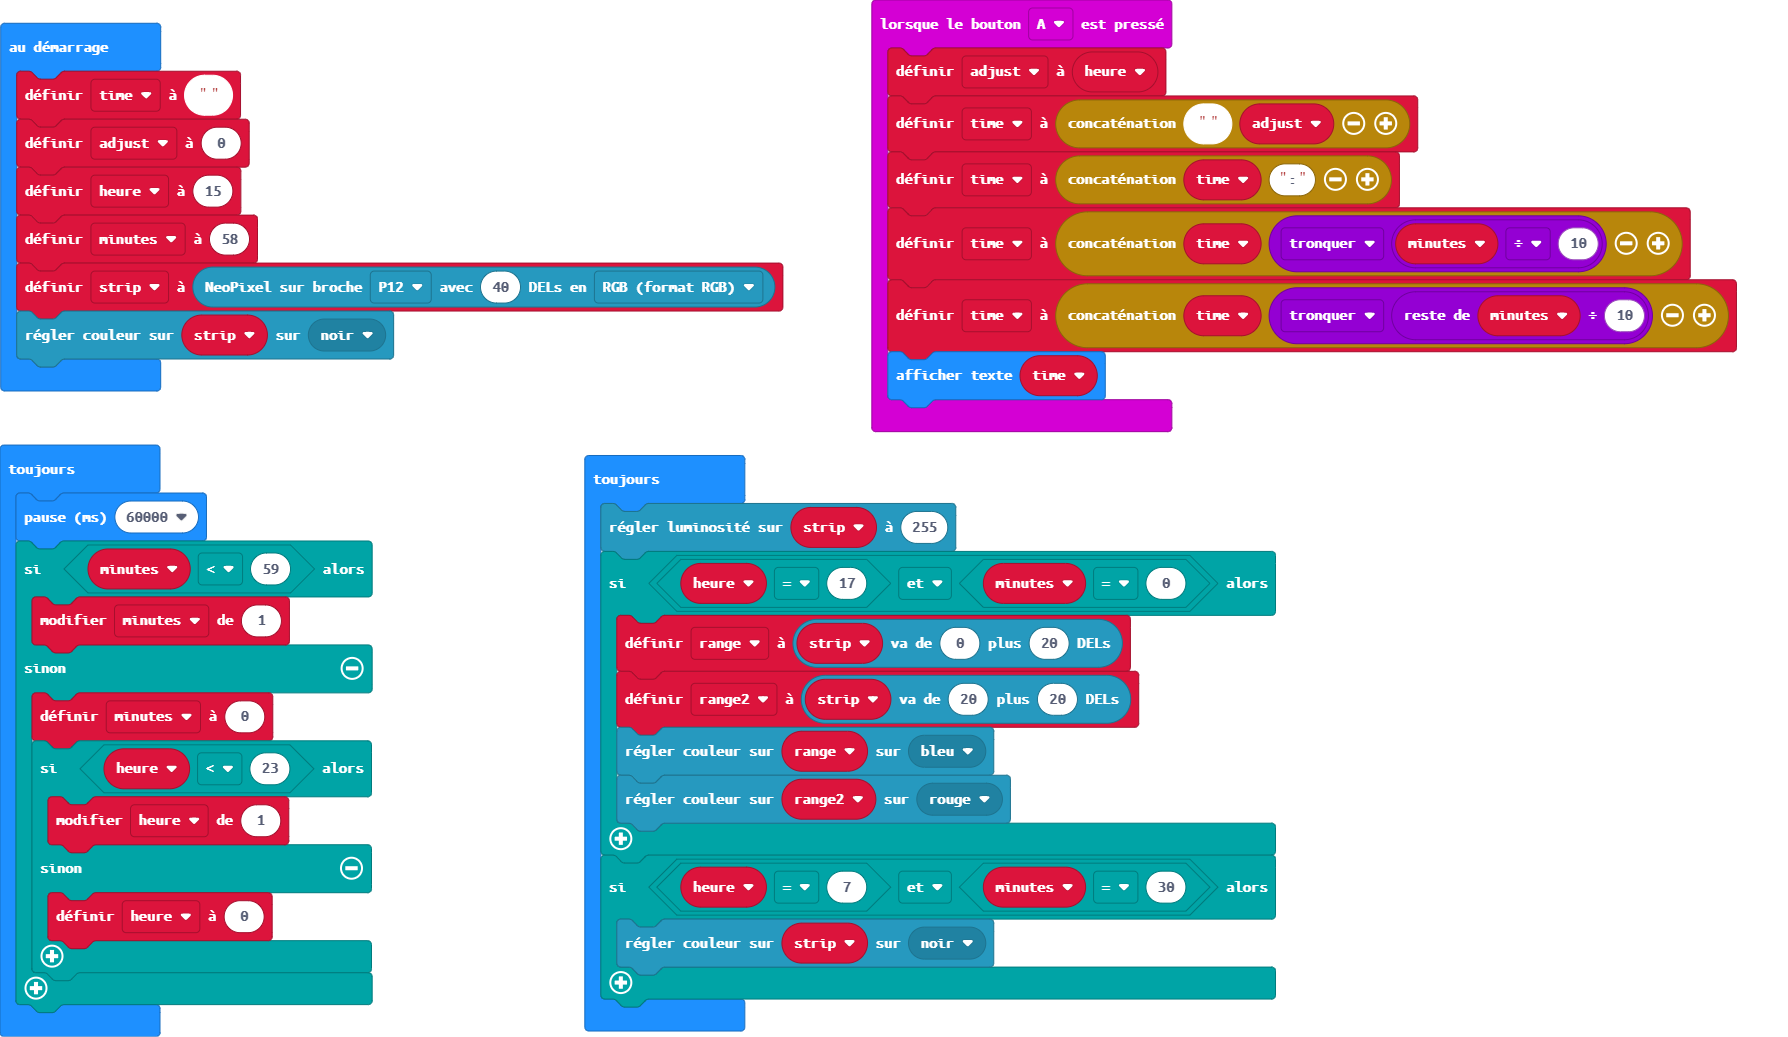 au démarrage
définir time à " "
définir adjust à 0
définir heure à 15
définir minutes à 58
définir strip à NeoPixel sur broche P12 avec 40 DELs en RGB (format RGB)
régler couleur sur strip sur noir
lorsque le bouton A est pressé
définir adjust à heure
définir time à concaténation " " adjust
définir time à concaténation time ":"
définir time à concaténation time tronquer minutes ÷ 10
définir time à concaténation time tronquer reste de minutes ÷ 10
afficher texte time
toujours
pause (ms) 60000
si minutes < 59 alors
modifier minutes de 1
sinon
définir minutes à 0
si heure < 23 alors
modifier heure de 1
sinon
définir heure à 0
toujours
régler luminosité sur strip à 255
si heure = 17 et minutes = 0 alors
définir range à strip va de 0 plus 20 DELs
définir range2 à strip va de 20 plus 20 DELs
régler couleur sur range sur bleu
régler couleur sur range2 sur rouge
si heure = 7 et minutes = 30 alors
régler couleur sur strip sur noir